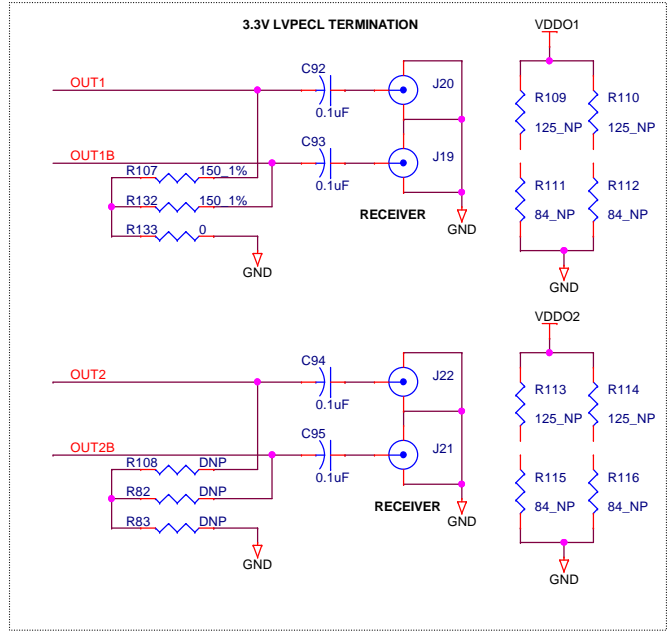 3.3V LVPECL TERMINATION
VDDO1
OUT1
C92
0.1uF
J20
R109
125_NP
R110
125_NP
OUT1B
C93
0.1uF
J19
R107 150_1%
R132 150_1%
R133 0
GND
RECEIVER
GND
R111
84_NP
R112
84_NP
GND
VDDO2
OUT2
C94
0.1uF
J22
R113
125_NP
R114
125_NP
OUT2B
C95
0.1uF
J21
R108 DNP
R82 DNP
R83 DNP
GND
RECEIVER
GND
R115
84_NP
R116
84_NP
GND